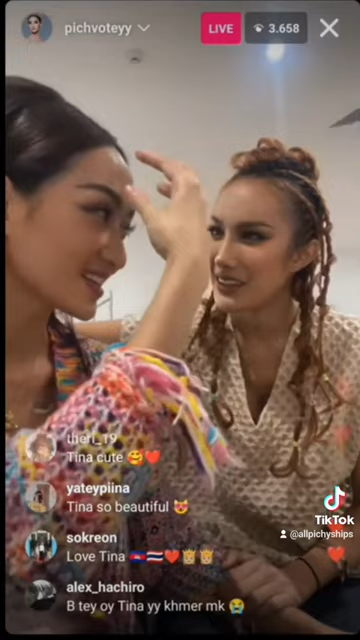 pichvoteyy
LIVE
3.658
theri_19
Tina cute 🥰❤️
yateypiina
Tina so beautiful 😻
sokreon
Love Tina 🇰🇭🇹🇭❤️👸🏼👸🏼
alex_hachiro
B tey oy Tina yy khmer mk 😭
TikTok
@allpichyships